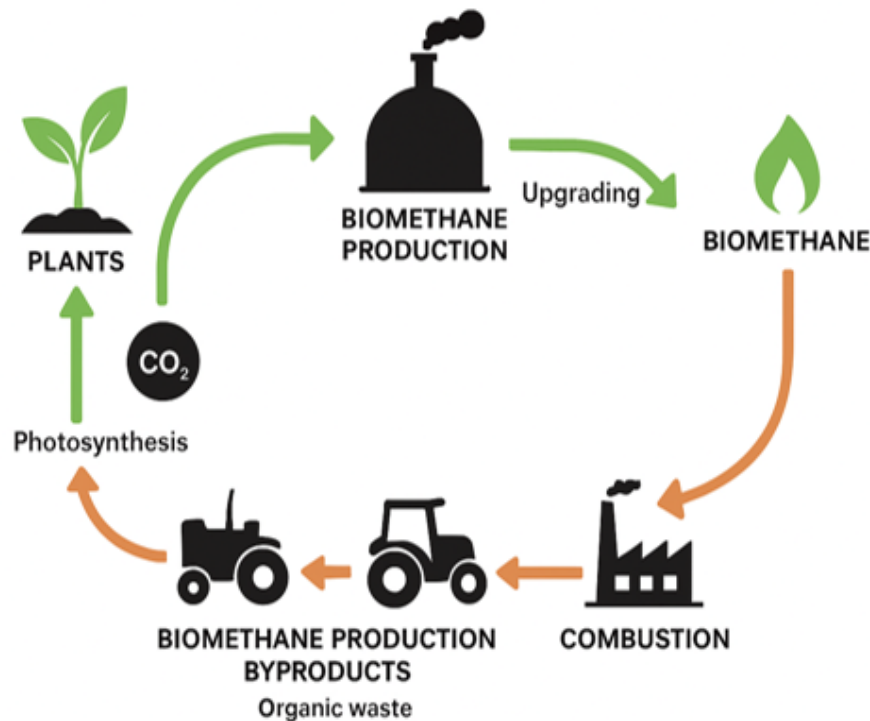 BIOMETHANE
PRODUCTION
Upgrading
BIOMETHANE
PLANTS
CO₂
Photosynthesis
BIOMETHANE PRODUCTION
BYPRODUCTS
Organic waste
COMBUSTION